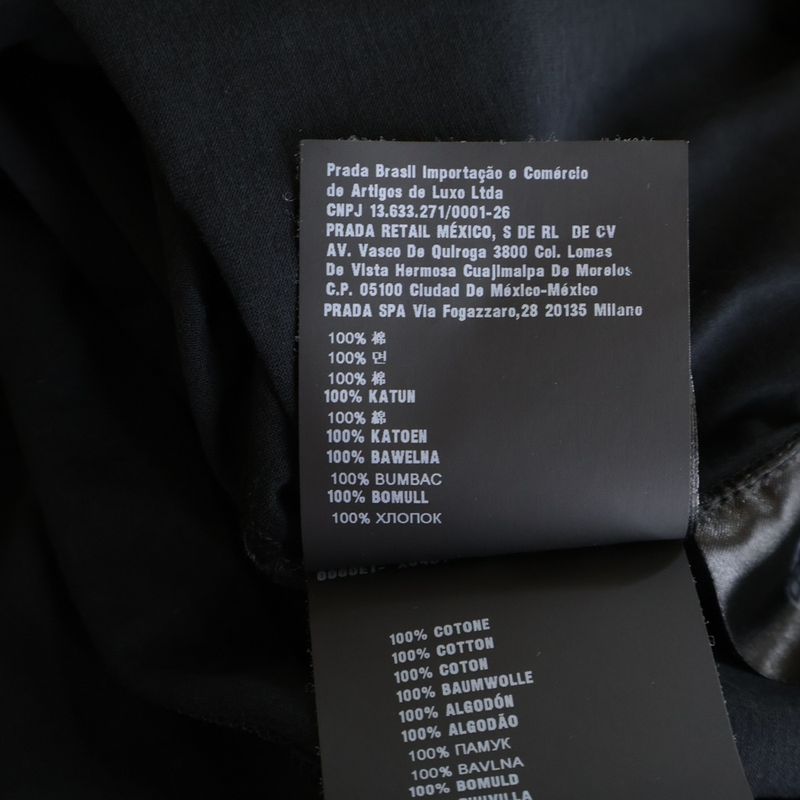 Prada Brasil Importação e Comércio
de Artigos de Luxo Ltda
CNPJ 13.633.271/0001-26
PRADA RETAIL MÉXICO, S DE RL DE CV
AV. Vasco De Quiroga 3800 Col. Lomas
De Vista Hermosa Cuajimalpa De Morelos
C.P. 05100 Ciudad De México-México
PRADA SPA Via Fogazzaro,28 20135 Milano
100% 棉
100% 면
100% 棉
100% KATUN
100% 綿
100% KATOEN
100% BAWELNA
100% BUMBAC
100% BOMULL
100% ХЛОПОК
100% COTONE
100% COTTON
100% COTON
100% BAUMWOLLE
100% ALGODÓN
100% ALGODÃO
100% ПАМУК
100% BAVLNA
100% BOMULD